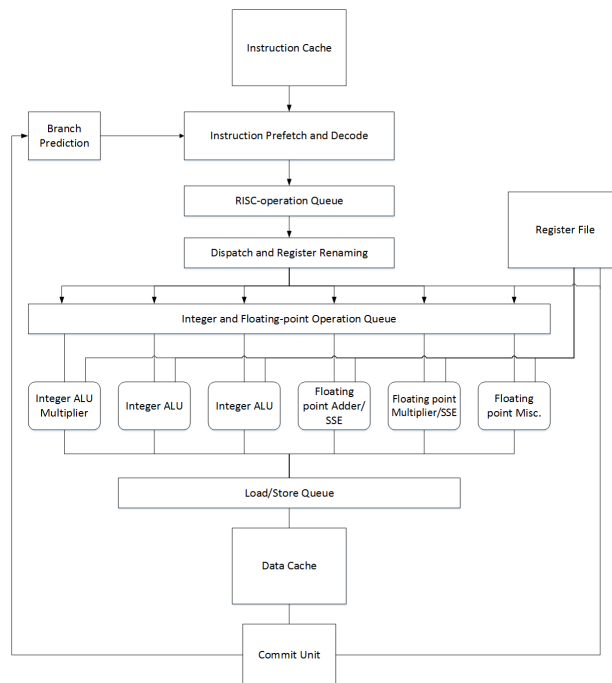 Instruction Cache
Branch
Prediction
Instruction Prefetch and Decode
RISC-operation Queue
Register File
Dispatch and Register Renaming
Integer and Floating-point Operation Queue
Integer ALU
Multiplier
Integer ALU
Integer ALU
Floating
point Adder/
SSE
Floating point
Multiplier/SSE
Floating
point Misc.
Load/Store Queue
Data Cache
Commit Unit